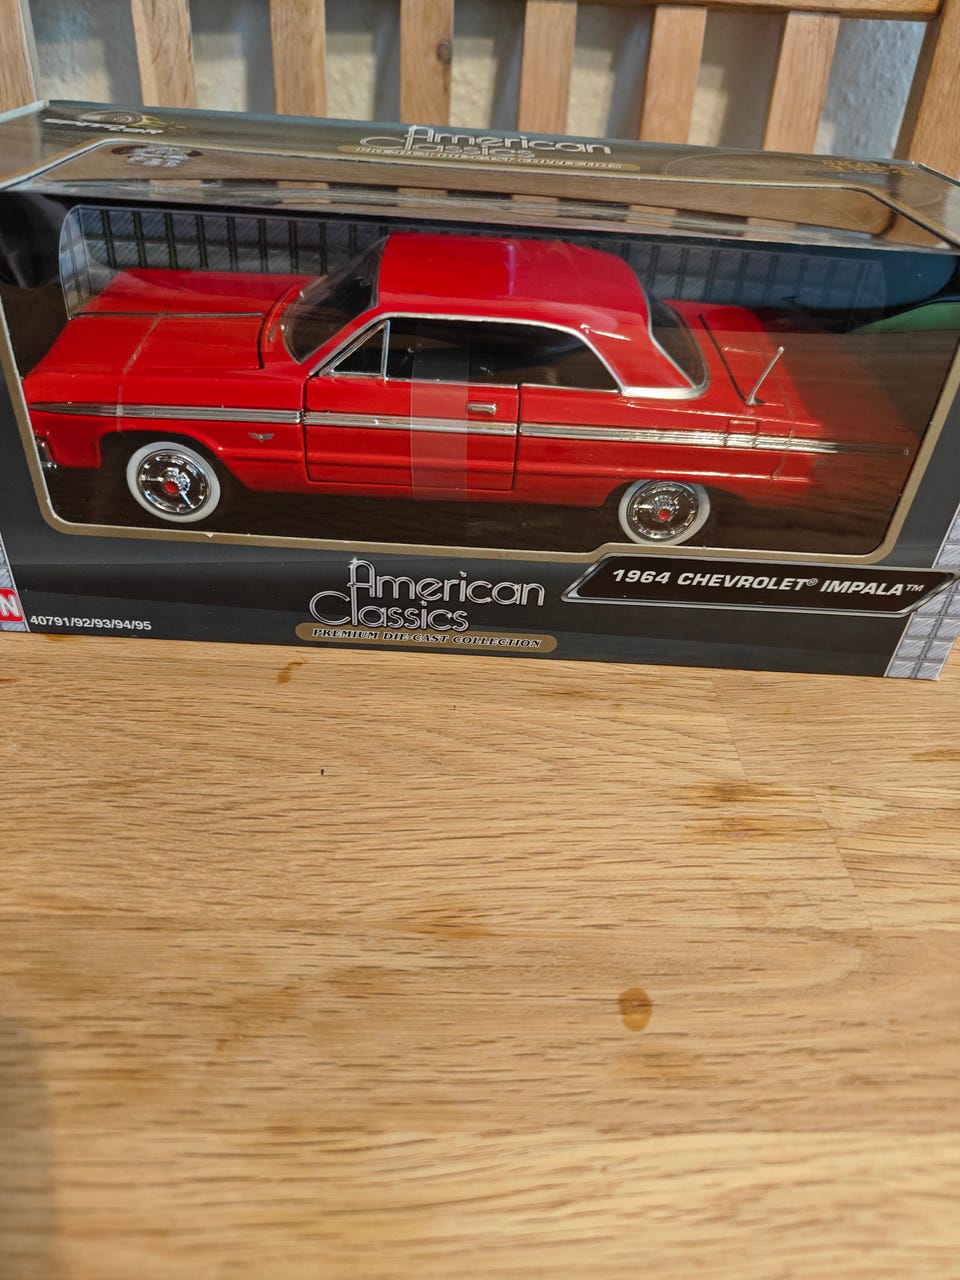 American
Classics
PREMIUM DIE-CAST COLLECTION
1964 CHEVROLET® IMPALA™
American
Classics
PREMIUM DIE-CAST COLLECTION
N
40791/92/93/94/95